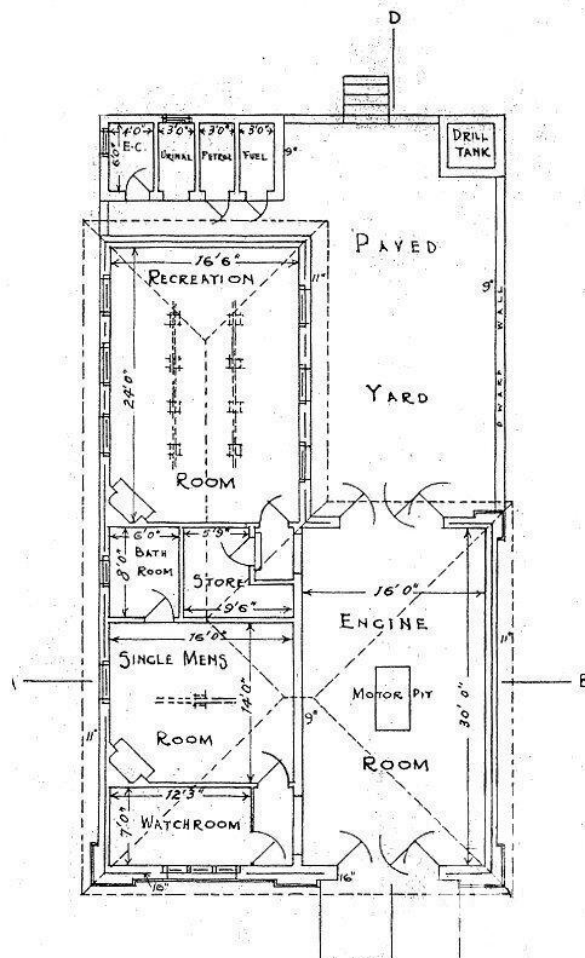 D
4'0" 3'0" 3'0" 3'0"
E.C. URINAL PETROL FUEL
6'0"
9"
DRILL
TANK
PAVED
YARD
9"
DWARF WALL
16'6"
RECREATION
11"
24'0"
ROOM
6'0"
BATH
ROOM
8'0"
5'9"
STORE
9'6"
16'0"
ENGINE
16'0"
SINGLE MENS
14'0"
ROOM
MOTOR PIT
9"
30'0"
ROOM
11"
11"
12'3"
7'0"
WATCHROOM
16"
16"